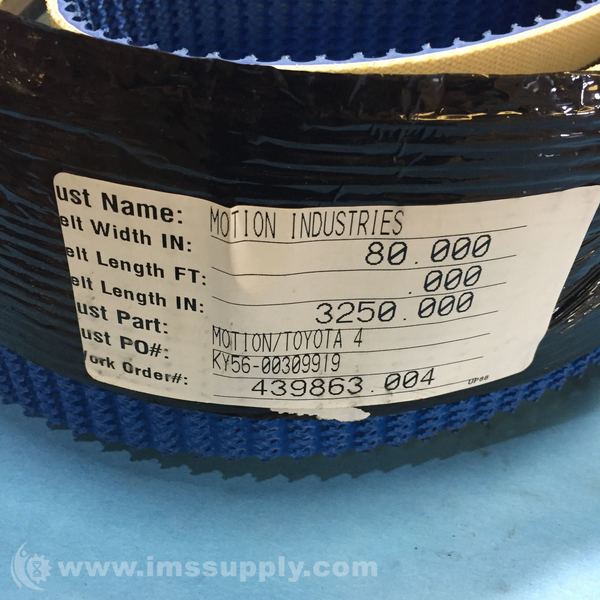 ust Name: MOTION INDUSTRIES
elt Width IN: 80.000
elt Length FT: .000
elt Length IN: 3250.000
ust Part: MOTION/TOYOTA 4
ust PO#: KY56-00309919
ork Order#: 439863.004 UP88
www.imssupply.com